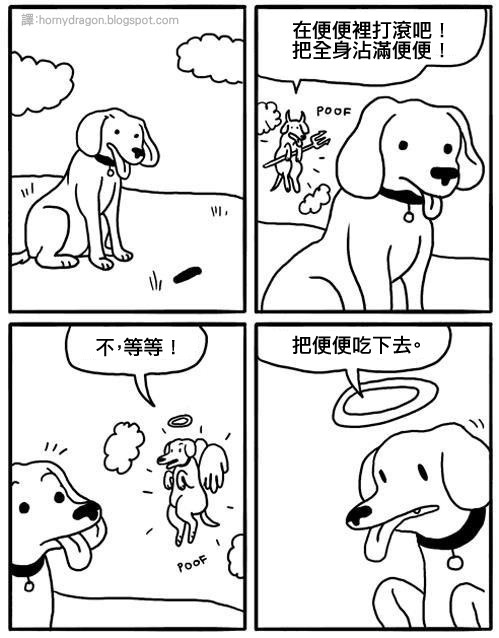 譯:hornydragon.blogspot.com
在便便裡打滾吧！
把全身沾滿便便！
POOF
不，等等！
POOF
把便便吃下去。